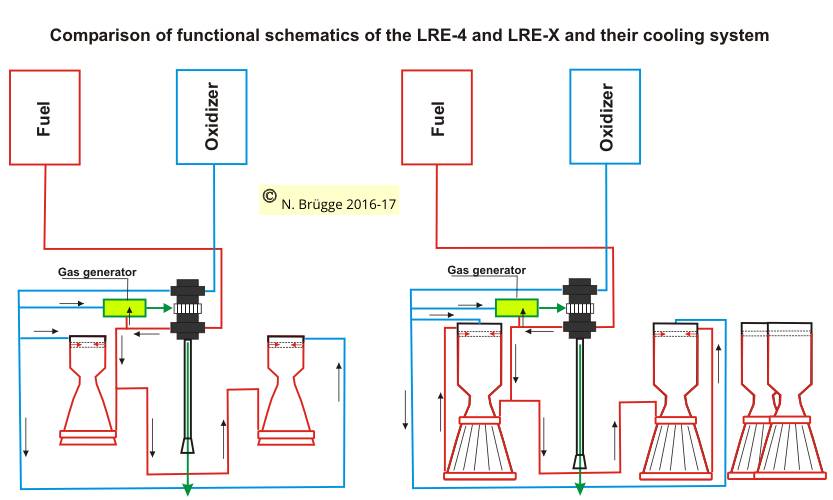 Comparison of functional schematics of the LRE-4 and LRE-X and their cooling system
Fuel
Oxidizer
Fuel
Oxidizer
© N. Brügge 2016-17
Gas generator
Gas generator